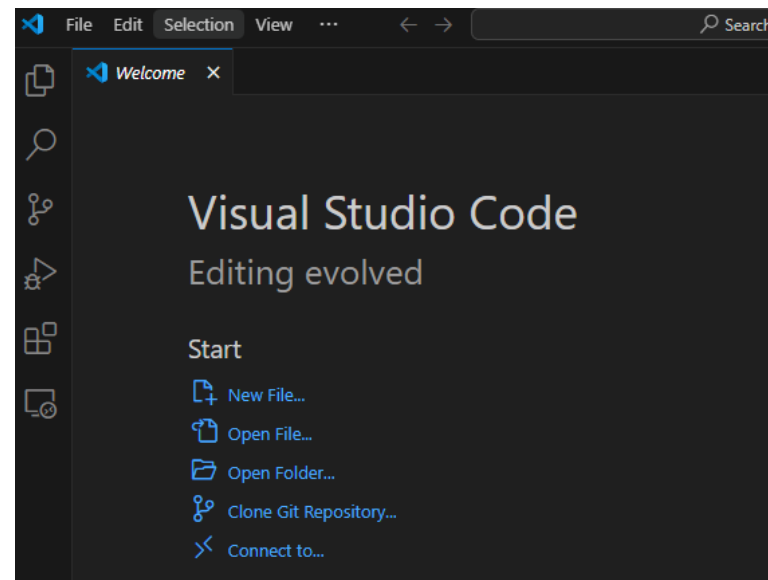 File Edit Selection View ··· Search
Welcome
Visual Studio Code
Editing evolved
Start
New File...
Open File...
Open Folder...
Clone Git Repository...
Connect to...